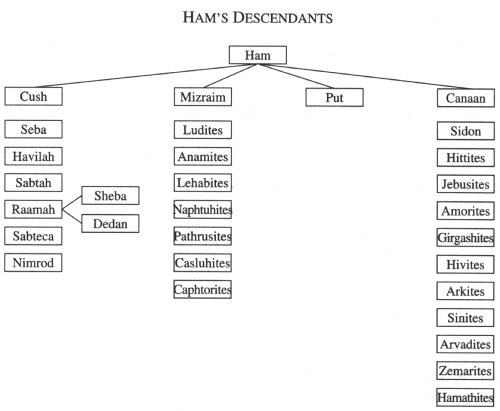 HAM'S DESCENDANTS
Ham
Cush
Mizraim
Put
Canaan
Seba
Havilah
Sabtah
Raamah
Sheba
Dedan
Sabteca
Nimrod
Ludites
Anamites
Lehabites
Naphtuhites
Pathrusites
Casluhites
Caphtorites
Sidon
Hittites
Jebusites
Amorites
Girgashites
Hivites
Arkites
Sinites
Arvadites
Zemarites
Hamathites